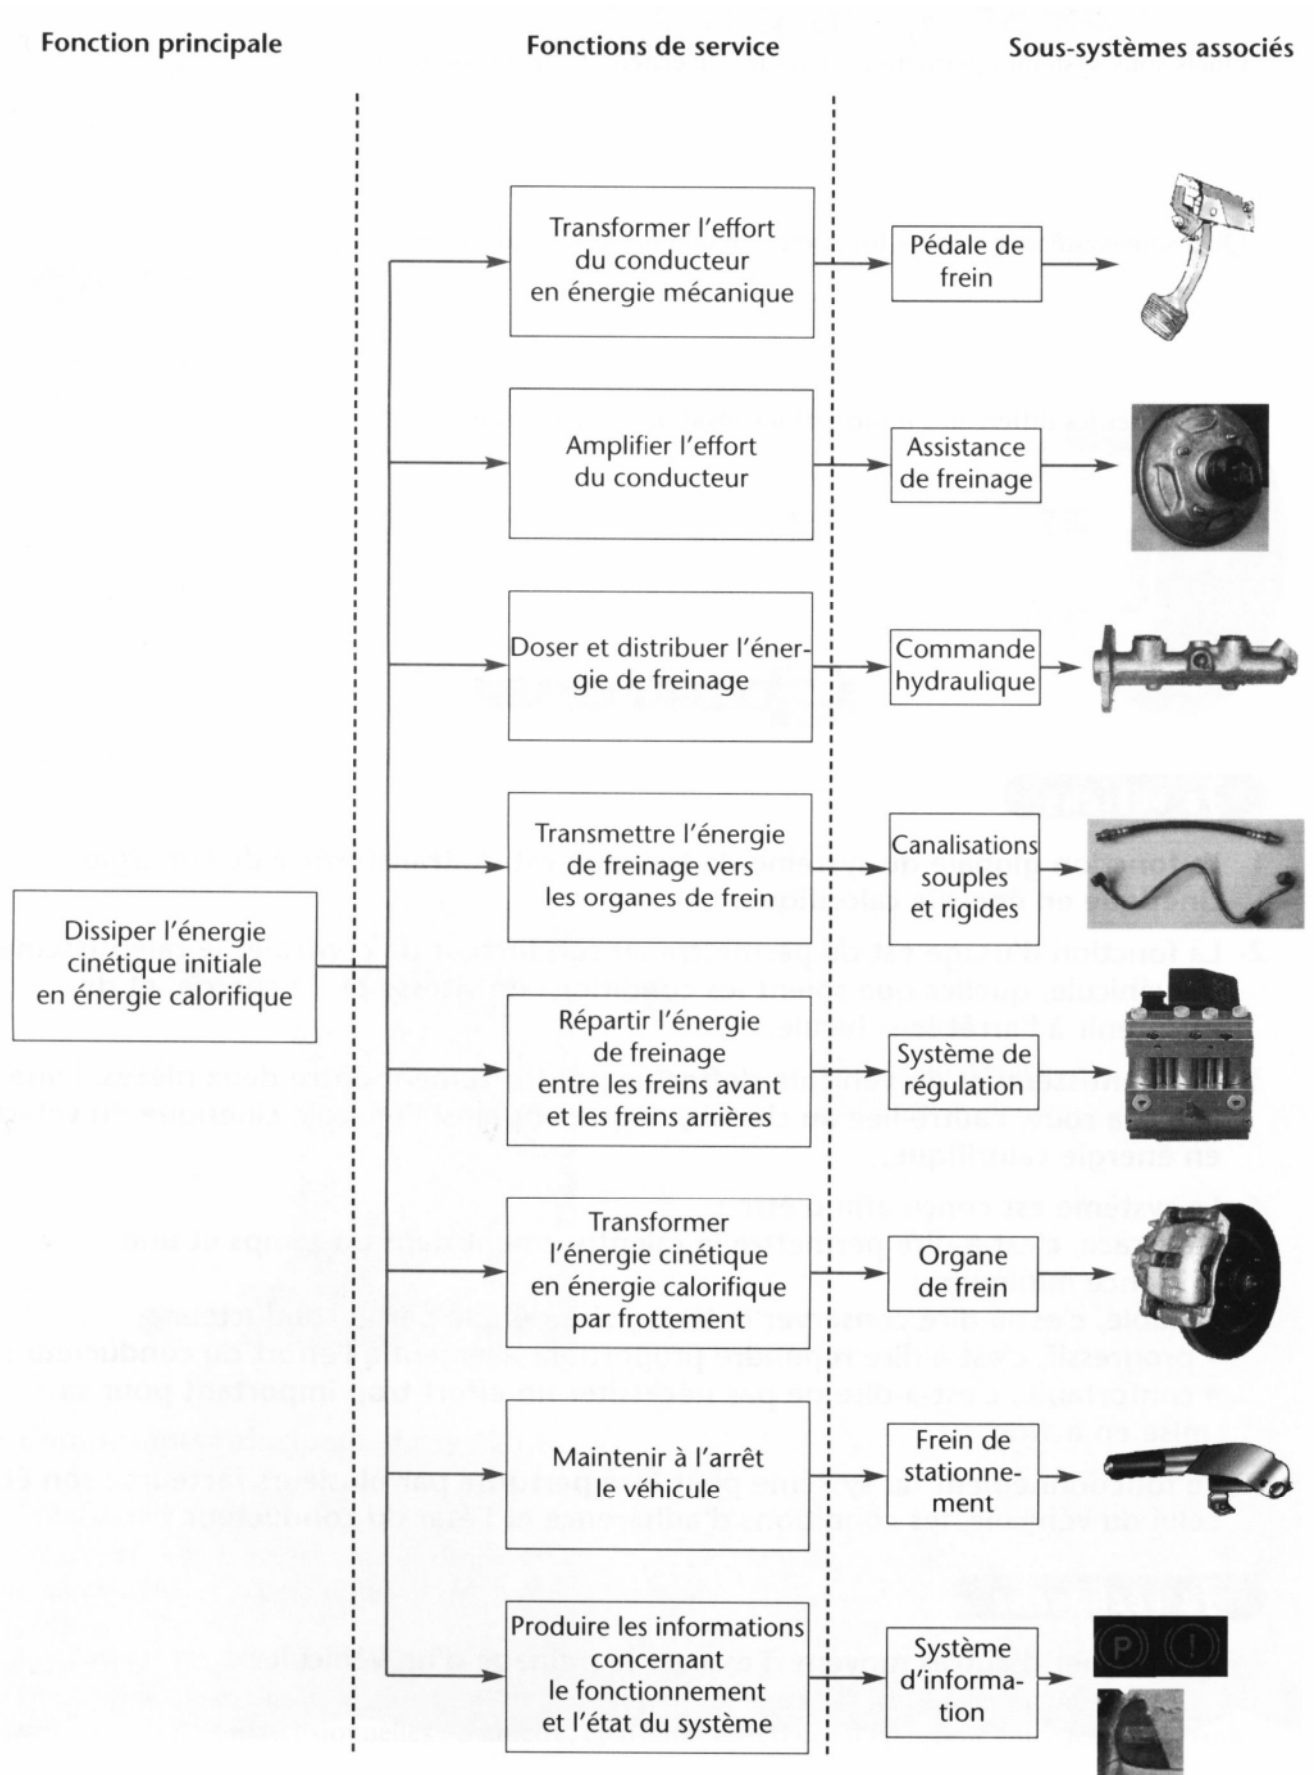 Fonction principale
Fonctions de service
Sous-systèmes associés
Dissiper l'énergie
cinétique initiale
en énergie calorifique
Transformer l'effort
du conducteur
en énergie mécanique
Pédale de
frein
Amplifier l'effort
du conducteur
Assistance
de freinage
Doser et distribuer l'éner-
gie de freinage
Commande
hydraulique
Transmettre l'énergie
de freinage vers
les organes de frein
Canalisations
souples
et rigides
Répartir l'énergie
de freinage
entre les freins avant
et les freins arrières
Système de
régulation
Transformer
l'énergie cinétique
en énergie calorifique
par frottement
Organe
de frein
Maintenir à l'arrêt
le véhicule
Frein de
stationne-
ment
Produire les informations
concernant
le fonctionnement
et l'état du système
Système
d'informa-
tion
P !